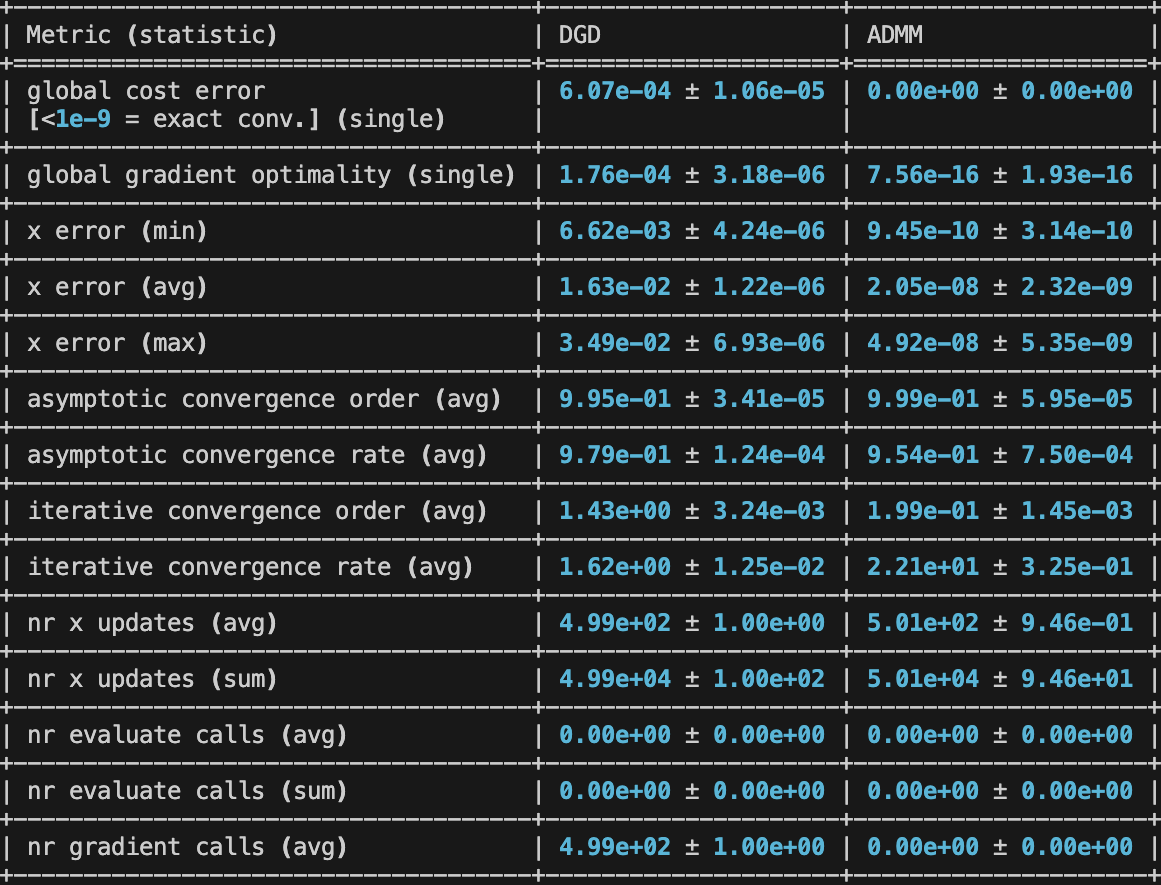 | Metric (statistic) | DGD | ADMM |
| global cost error | 6.07e-04 ± 1.06e-05 | 0.00e+00 ± 0.00e+00 |
| [<1e-9 = exact conv.] (single) | | |
| global gradient optimality (single) | 1.76e-04 ± 3.18e-06 | 7.56e-16 ± 1.93e-16 |
| x error (min) | 6.62e-03 ± 4.24e-06 | 9.45e-10 ± 3.14e-10 |
| x error (avg) | 1.63e-02 ± 1.22e-06 | 2.05e-08 ± 2.32e-09 |
| x error (max) | 3.49e-02 ± 6.93e-06 | 4.92e-08 ± 5.35e-09 |
| asymptotic convergence order (avg) | 9.95e-01 ± 3.41e-05 | 9.99e-01 ± 5.95e-05 |
| asymptotic convergence rate (avg) | 9.79e-01 ± 1.24e-04 | 9.54e-01 ± 7.50e-04 |
| iterative convergence order (avg) | 1.43e+00 ± 3.24e-03 | 1.99e-01 ± 1.45e-03 |
| iterative convergence rate (avg) | 1.62e+00 ± 1.25e-02 | 2.21e+01 ± 3.25e-01 |
| nr x updates (avg) | 4.99e+02 ± 1.00e+00 | 5.01e+02 ± 9.46e-01 |
| nr x updates (sum) | 4.99e+04 ± 1.00e+02 | 5.01e+04 ± 9.46e+01 |
| nr evaluate calls (avg) | 0.00e+00 ± 0.00e+00 | 0.00e+00 ± 0.00e+00 |
| nr evaluate calls (sum) | 0.00e+00 ± 0.00e+00 | 0.00e+00 ± 0.00e+00 |
| nr gradient calls (avg) | 4.99e+02 ± 1.00e+00 | 0.00e+00 ± 0.00e+00 |